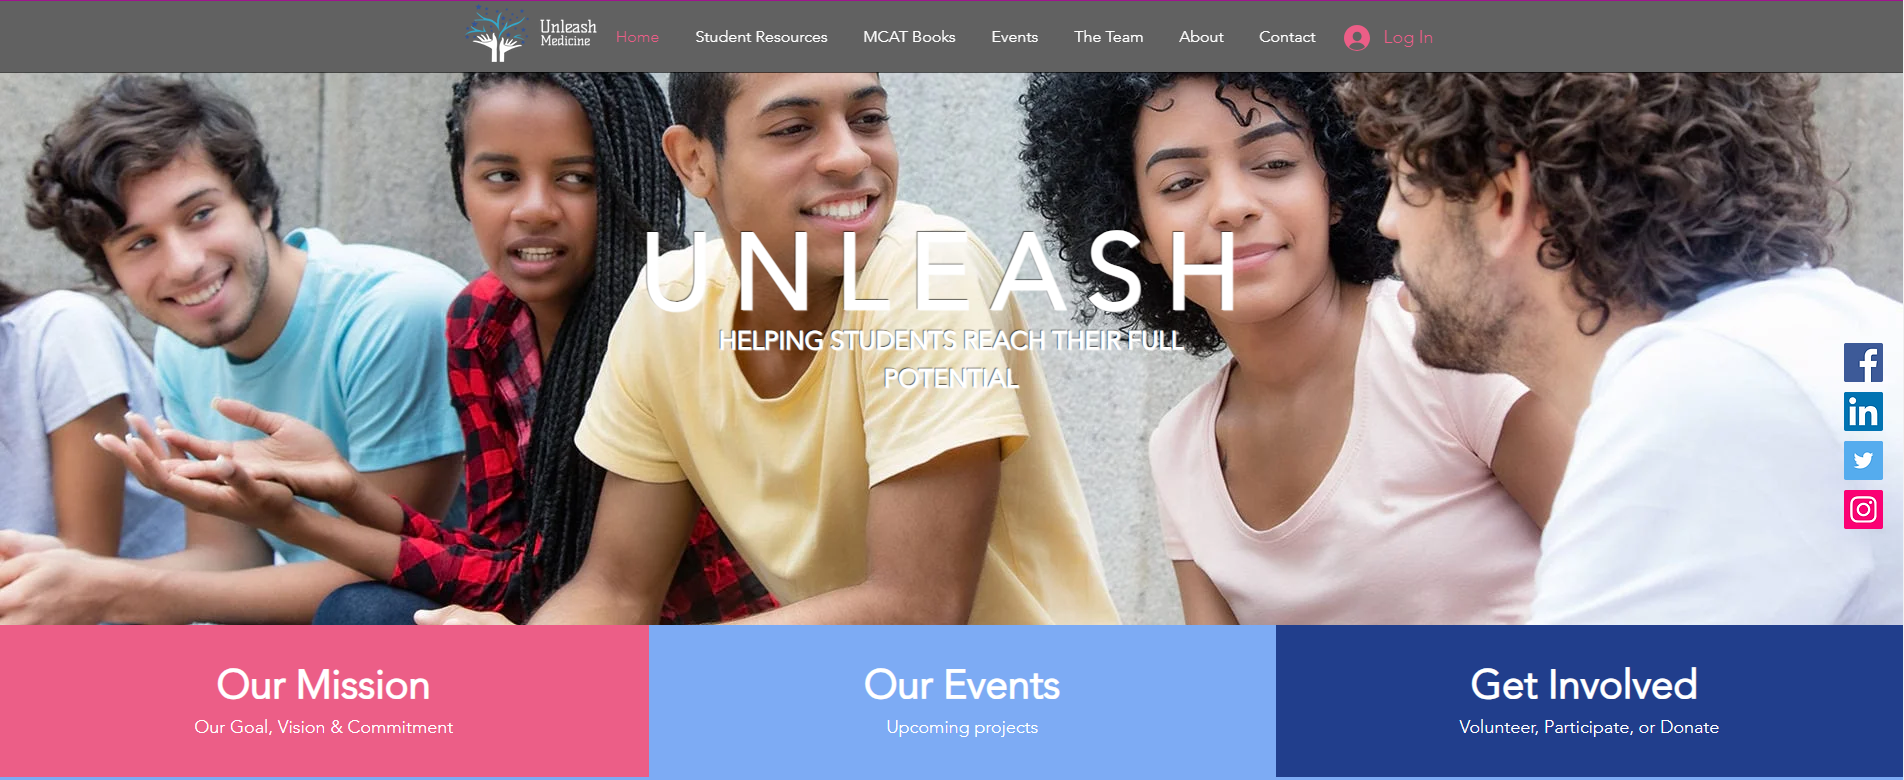 Unleash
Medicine
Home Student Resources MCAT Books Events The Team About Contact Log In
UNLEASH
HELPING STUDENTS REACH THEIR FULL
POTENTIAL
Our Mission
Our Goal, Vision & Commitment
Our Events
Upcoming projects
Get Involved
Volunteer, Participate, or Donate